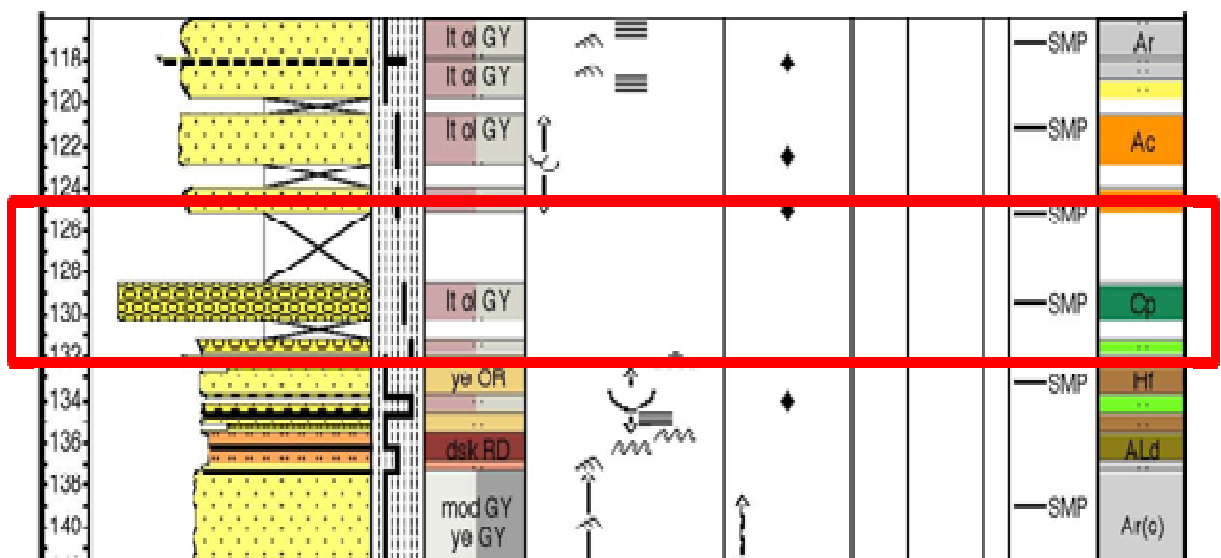 lt ol GY SMP Ar
118
lt ol GY
120
lt ol GY SMP Ac
122
124
126 SMP
128
130 lt ol GY SMP Cp
132
ye OR SMP Hf
134
136 dsk RD ALd
138
mod GY SMP
140 ye GY Ar(c)